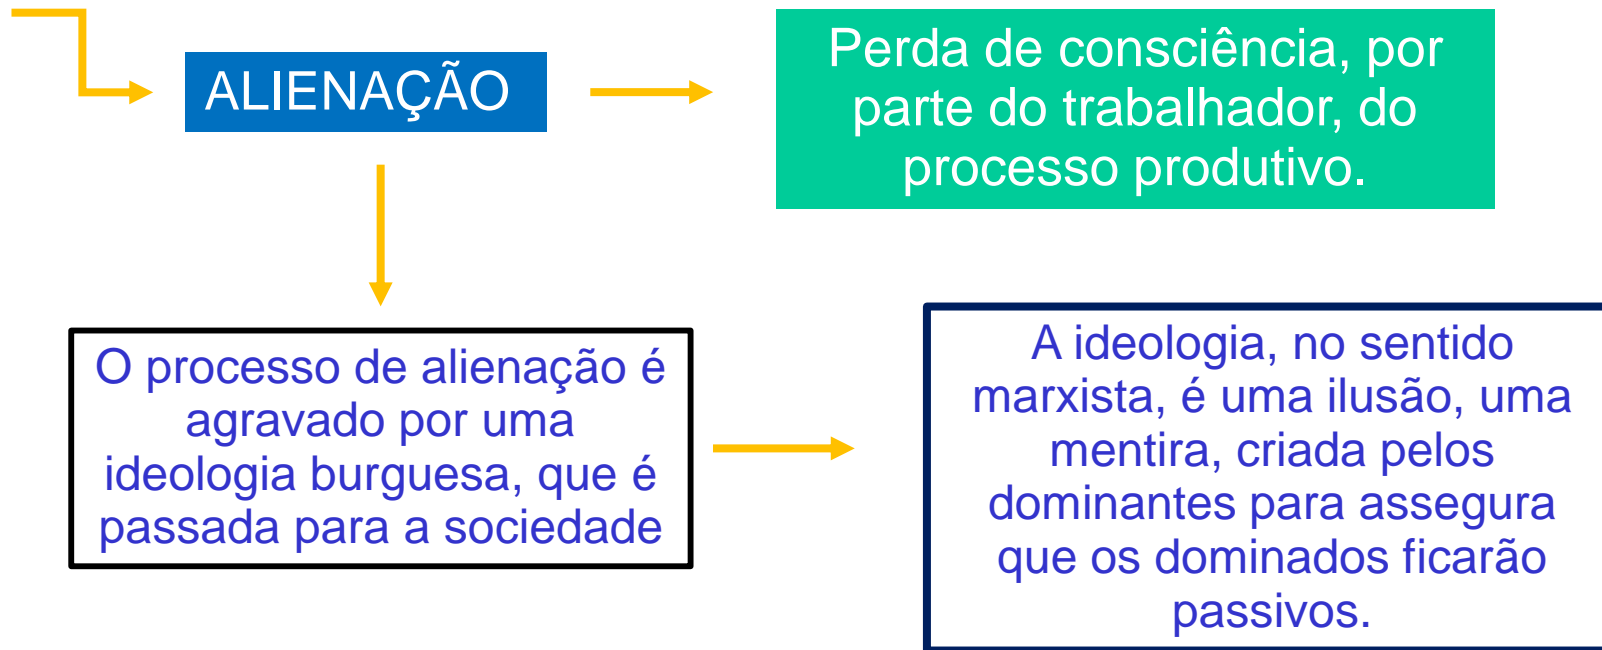 ALIENAÇÃO
Perda de consciência, por
parte do trabalhador, do
processo produtivo.
O processo de alienação é
agravado por uma
ideologia burguesa, que é
passada para a sociedade
A ideologia, no sentido
marxista, é uma ilusão, uma
mentira, criada pelos
dominantes para assegura
que os dominados ficarão
passivos.